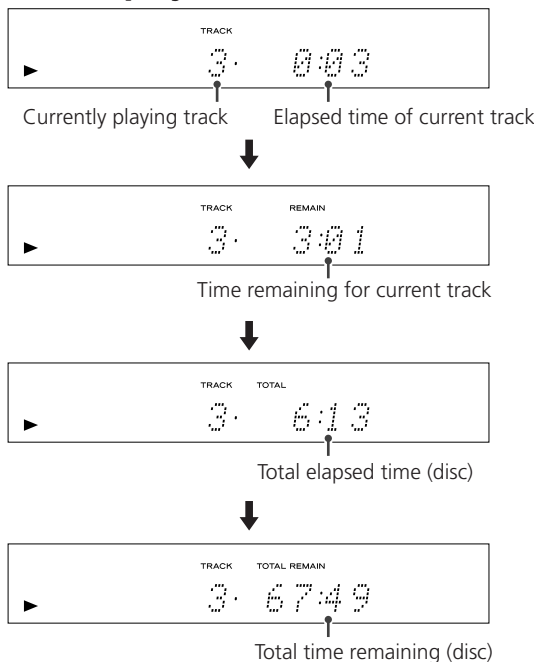 TRACK
3· 0:03
Currently playing track Elapsed time of current track
TRACK REMAIN
3· 3:01
Time remaining for current track
TRACK TOTAL
3· 6:13
Total elapsed time (disc)
TRACK TOTAL REMAIN
3· 67:49
Total time remaining (disc)